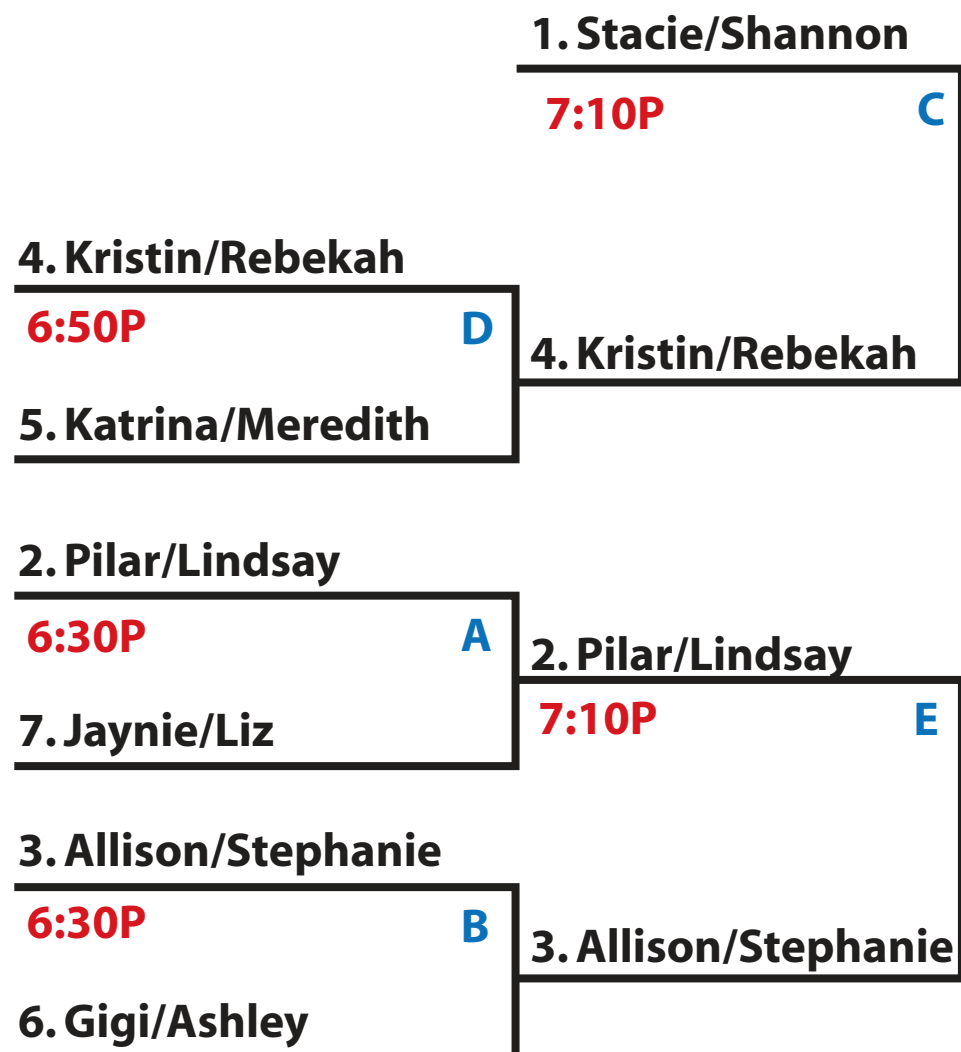 1. Stacie/Shannon
7:10P C
4. Kristin/Rebekah
6:50P D
4. Kristin/Rebekah
5. Katrina/Meredith
2. Pilar/Lindsay
6:30P A
2. Pilar/Lindsay
7:10P E
7. Jaynie/Liz
3. Allison/Stephanie
6:30P B
3. Allison/Stephanie
6. Gigi/Ashley